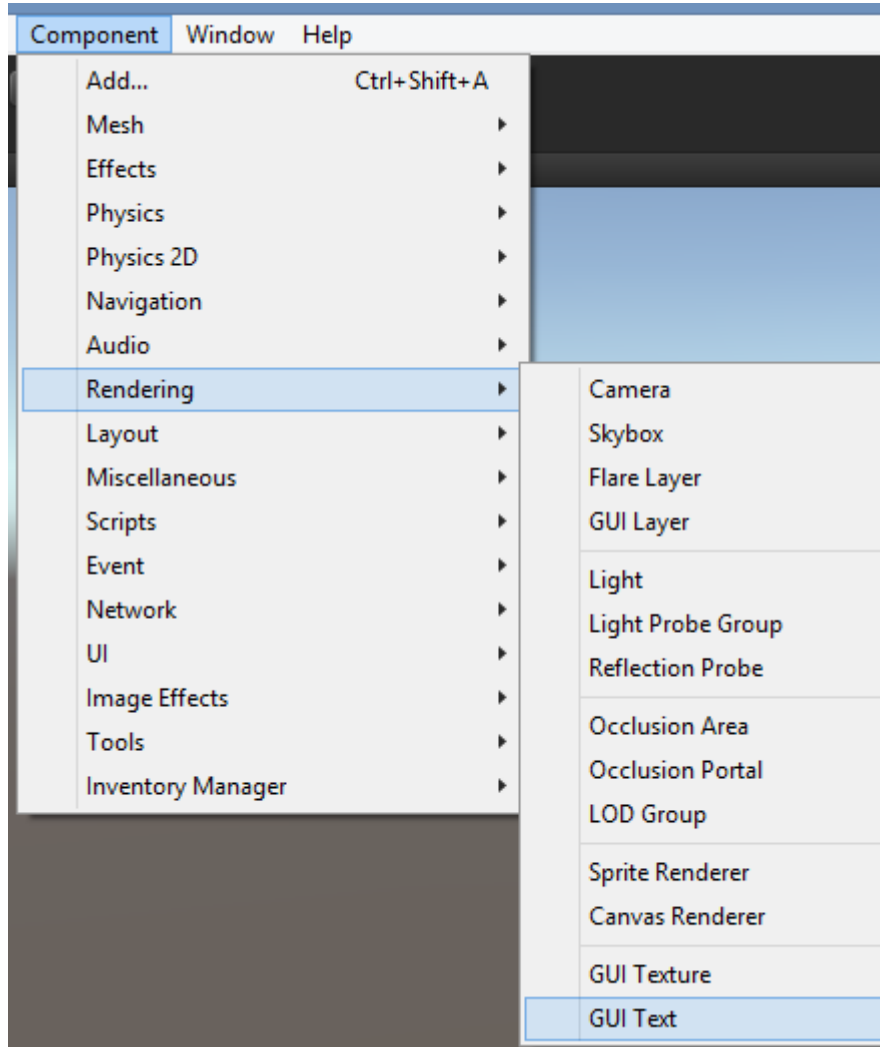 Component Window Help
Add... Ctrl+Shift+A
Mesh
Effects
Physics
Physics 2D
Navigation
Audio
Rendering
Layout
Miscellaneous
Scripts
Event
Network
UI
Image Effects
Tools
Inventory Manager
Camera
Skybox
Flare Layer
GUI Layer
Light
Light Probe Group
Reflection Probe
Occlusion Area
Occlusion Portal
LOD Group
Sprite Renderer
Canvas Renderer
GUI Texture
GUI Text